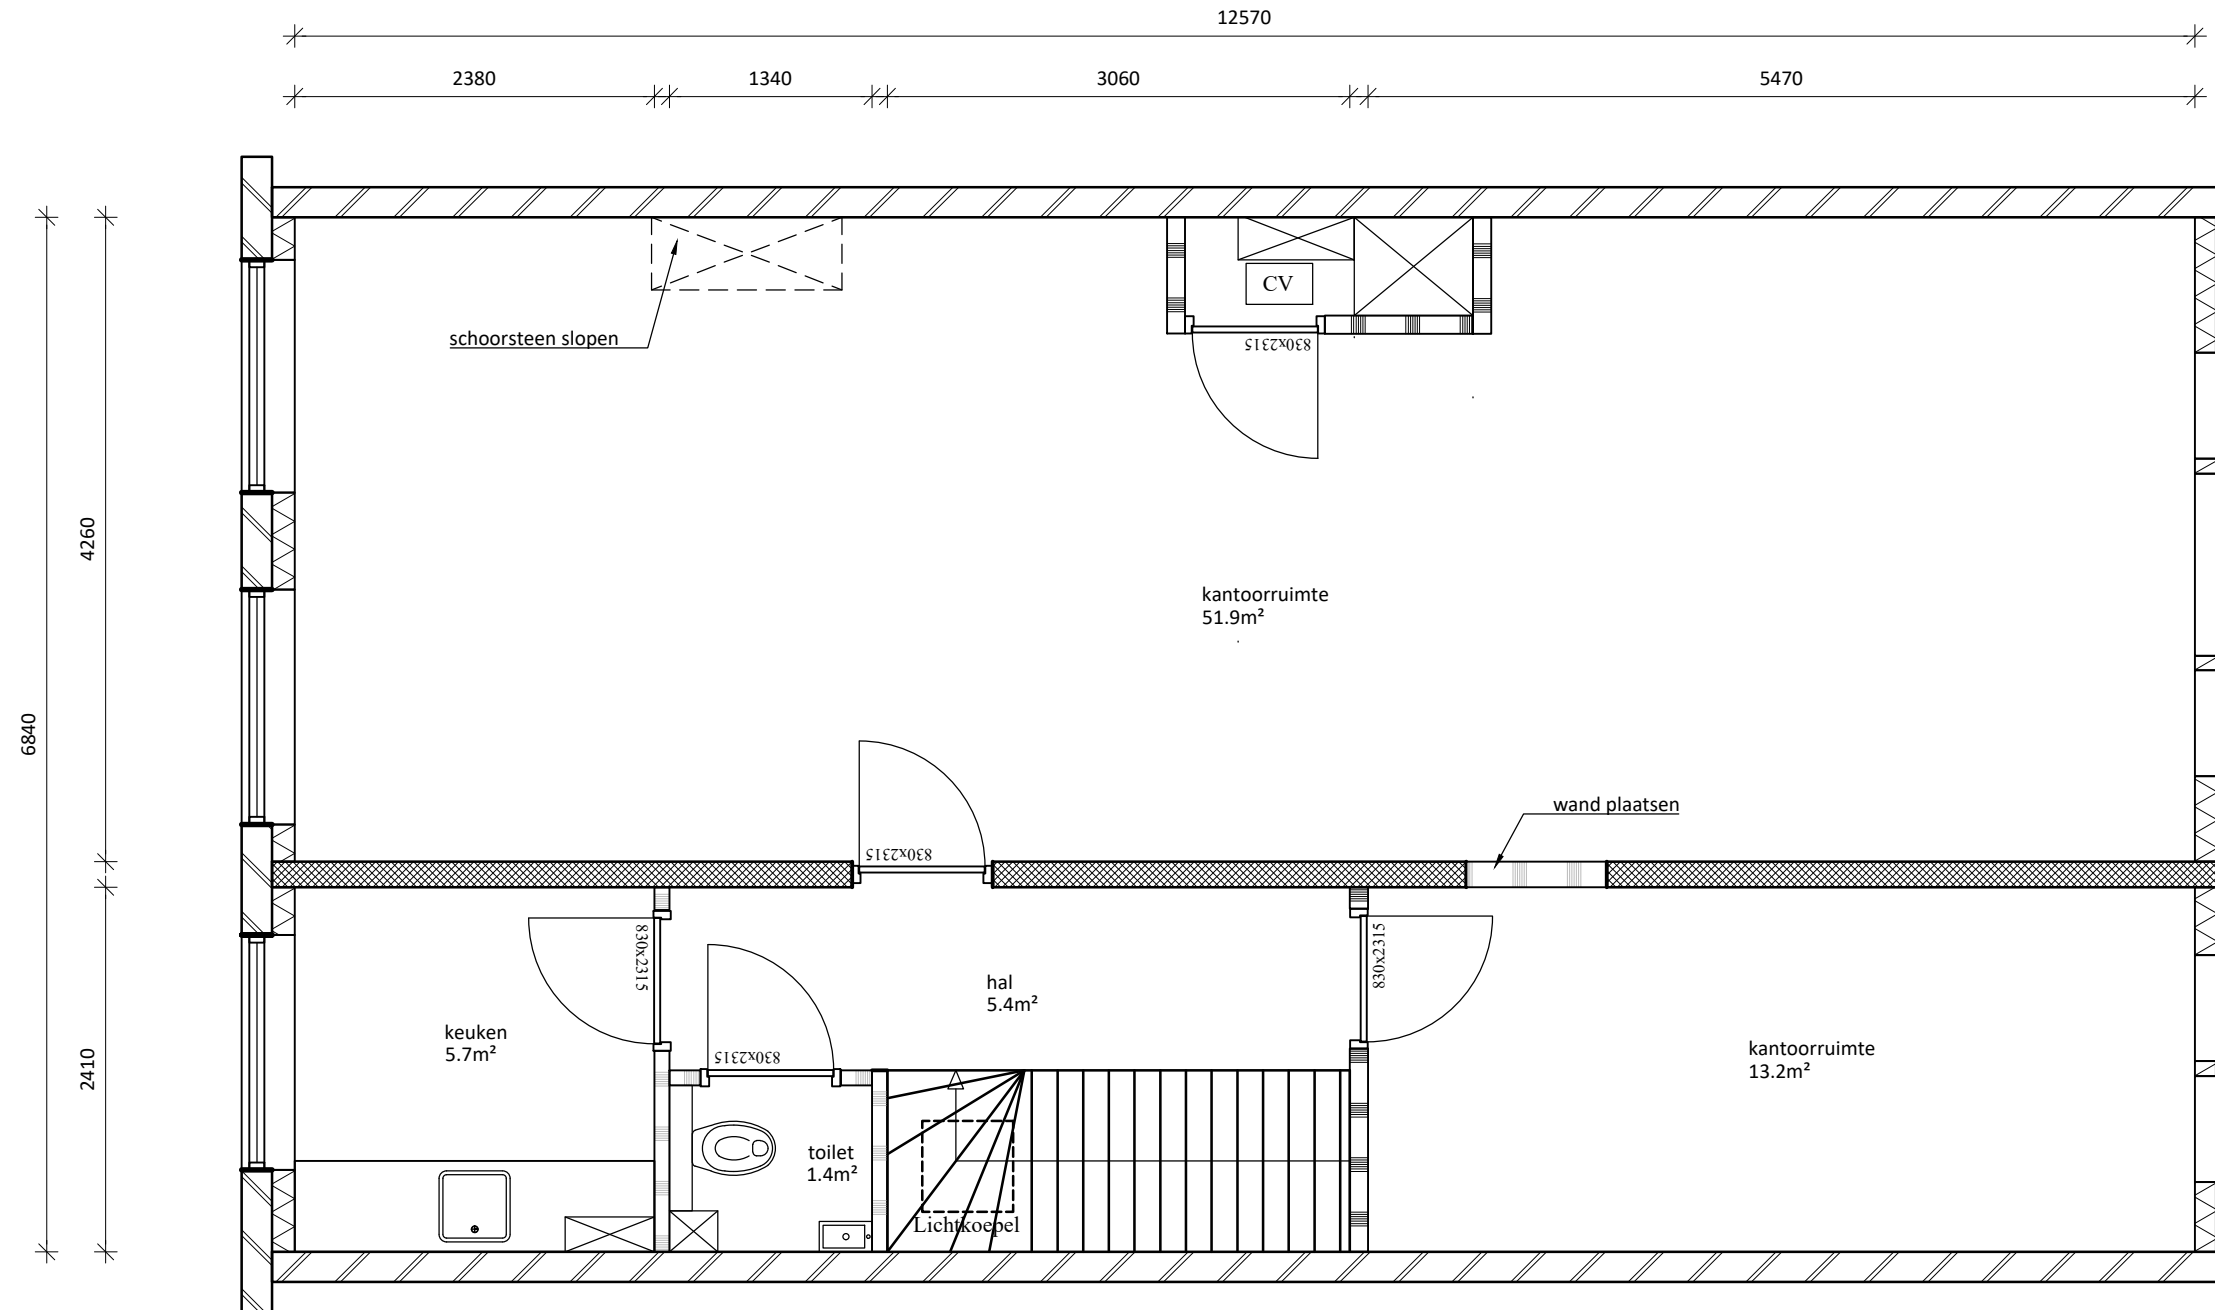 12570
2380
1340
3060
5470
CV
schoorsteen slopen
830x2315
4260
kantoorruimte
51.9m²
6840
wand plaatsen
830x2315
830x2315
830x2315
hal
5.4m²
keuken
5.7m²
830x2315
kantoorruimte
13.2m²
2410
toilet
1.4m²
Lichtkoepel